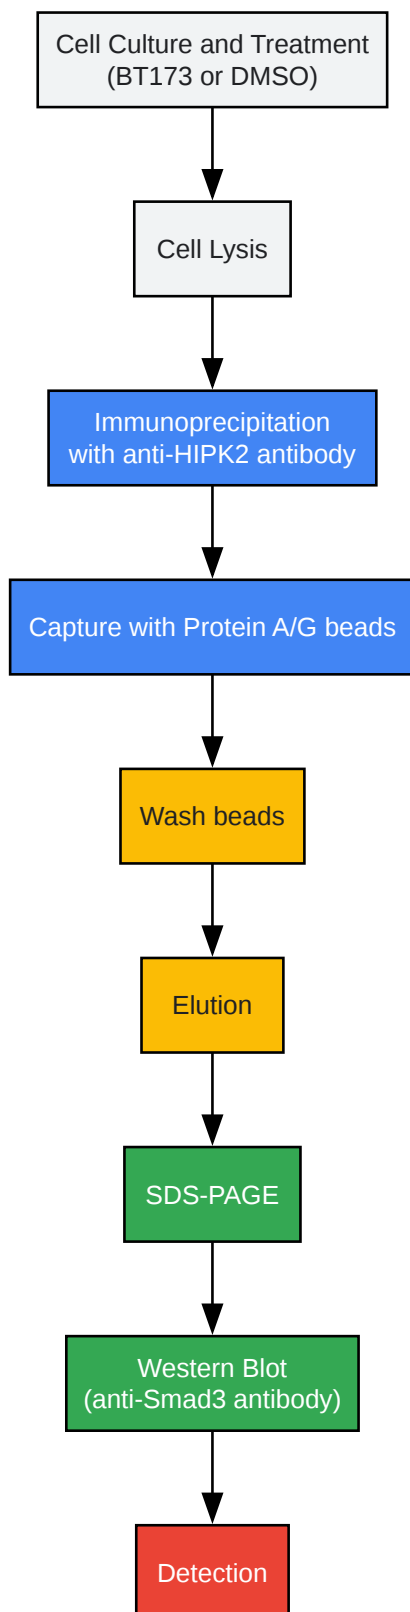 Cell Culture and Treatment
(BT173 or DMSO)
Cell Lysis
Immunoprecipitation
with anti-HIPK2 antibody
Capture with Protein A/G beads
Wash beads
Elution
SDS-PAGE
Western Blot
(anti-Smad3 antibody)
Detection